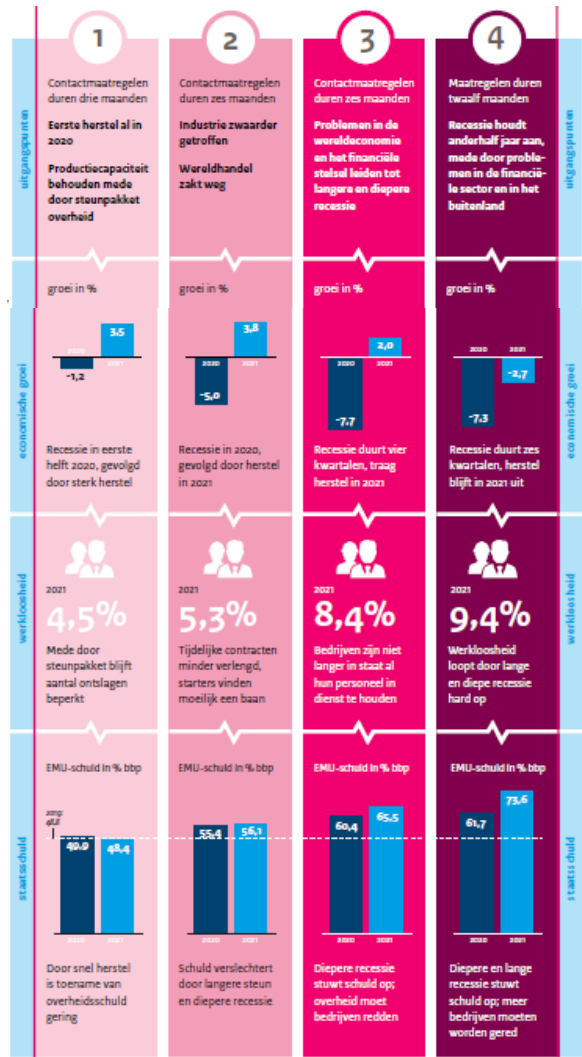 1
Contactmaatregelen
duren drie maanden
Eerste herstel al in
2020
Productiecapaciteit
behouden mede
door steunpakket
overheid
2
Contactmaatregelen
duren zes maanden
Industrie zwaarder
getroffen
Wereldhandel
zakt weg
3
Contactmaatregelen
duren zes maanden
Problemen in de
wereldeconomie
en het financiële
stelsel leiden tot
langere en diepere
recessie
4
Maatregelen duren
twaalf maanden
Recessie houdt
anderhalf jaar aan,
mede door proble-
men in de financië-
le sector en in het
buitenland
uitgangspunten
uitgangspunten
groei in %
2020
2021
-1,2
3,5
Recessie in eerste
helft 2020, gevolgd
door sterk herstel
groei in %
2020
2021
-5,0
3,8
Recessie in 2020,
gevolgd door herstel
in 2021
groei in %
2020
2021
-7,7
2,0
Recessie duurt vier
kwartalen, traag
herstel in 2021
groei in %
2020
2021
-7,3
-2,7
Recessie duurt zes
kwartalen, herstel
blijft in 2021 uit
economische groei
economische groei
2021
4,5%
Mede door
steunpakket blijft
aantal ontslagen
beperkt
2021
5,3%
Tijdelijke contracten
minder verlengd,
starters vinden
moeilijk een baan
2021
8,4%
Bedrijven zijn niet
langer in staat al
hun personeel in
dienst te houden
2021
9,4%
Werkloosheid
loopt door lange
en diepe recessie
hard op
werkloosheid
werkloosheid
EMU-schuld in % bbp
2019:
48,6
49,9
48,4
2020
2021
Door snel herstel
is toename van
overheidsschuld
gering
EMU-schuld in % bbp
55,4
56,1
2020
2021
Schuld verslechtert
door langere steun
en diepere recessie
EMU-schuld in % bbp
60,4
65,5
2020
2021
Diepere recessie
stuwt schuld op;
overheid moet
bedrijven redden
EMU-schuld in % bbp
61,7
73,6
2020
2021
Diepere en lange
recessie stuwt
schuld op; meer
bedrijven moeten
worden gered
staatsschuld
staatsschuld